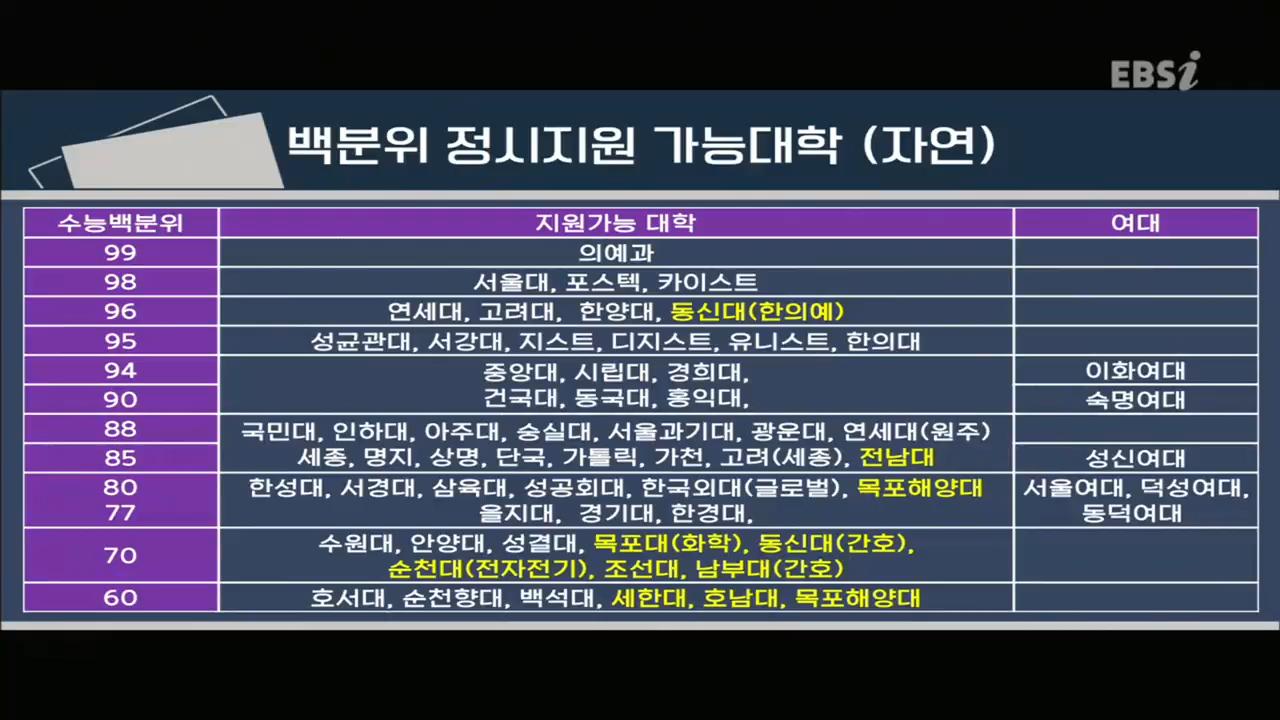 EBSi
백분위 정시지원 가능대학 (자연)
수능백분위 지원가능 대학 여대
99 의예과
98 서울대, 포스텍, 카이스트
96 연세대, 고려대, 한양대, 동신대(한의예)
95 성균관대, 서강대, 지스트, 디지스트, 유니스트, 한의대
94 중앙대, 시립대, 경희대, 이화여대
90 건국대, 동국대, 홍익대, 숙명여대
88 국민대, 인하대, 아주대, 숭실대, 서울과기대, 광운대, 연세대(원주)
85 세종, 명지, 상명, 단국, 가톨릭, 가천, 고려(세종), 전남대 성신여대
80 한성대, 서경대, 삼육대, 성공회대, 한국외대(글로벌), 목포해양대 서울여대, 덕성여대,
77 을지대, 경기대, 한경대, 동덕여대
70 수원대, 안양대, 성결대, 목포대(화학), 동신대(간호),
순천대(전자전기), 조선대, 남부대(간호)
60 호서대, 순천향대, 백석대, 세한대, 호남대, 목포해양대